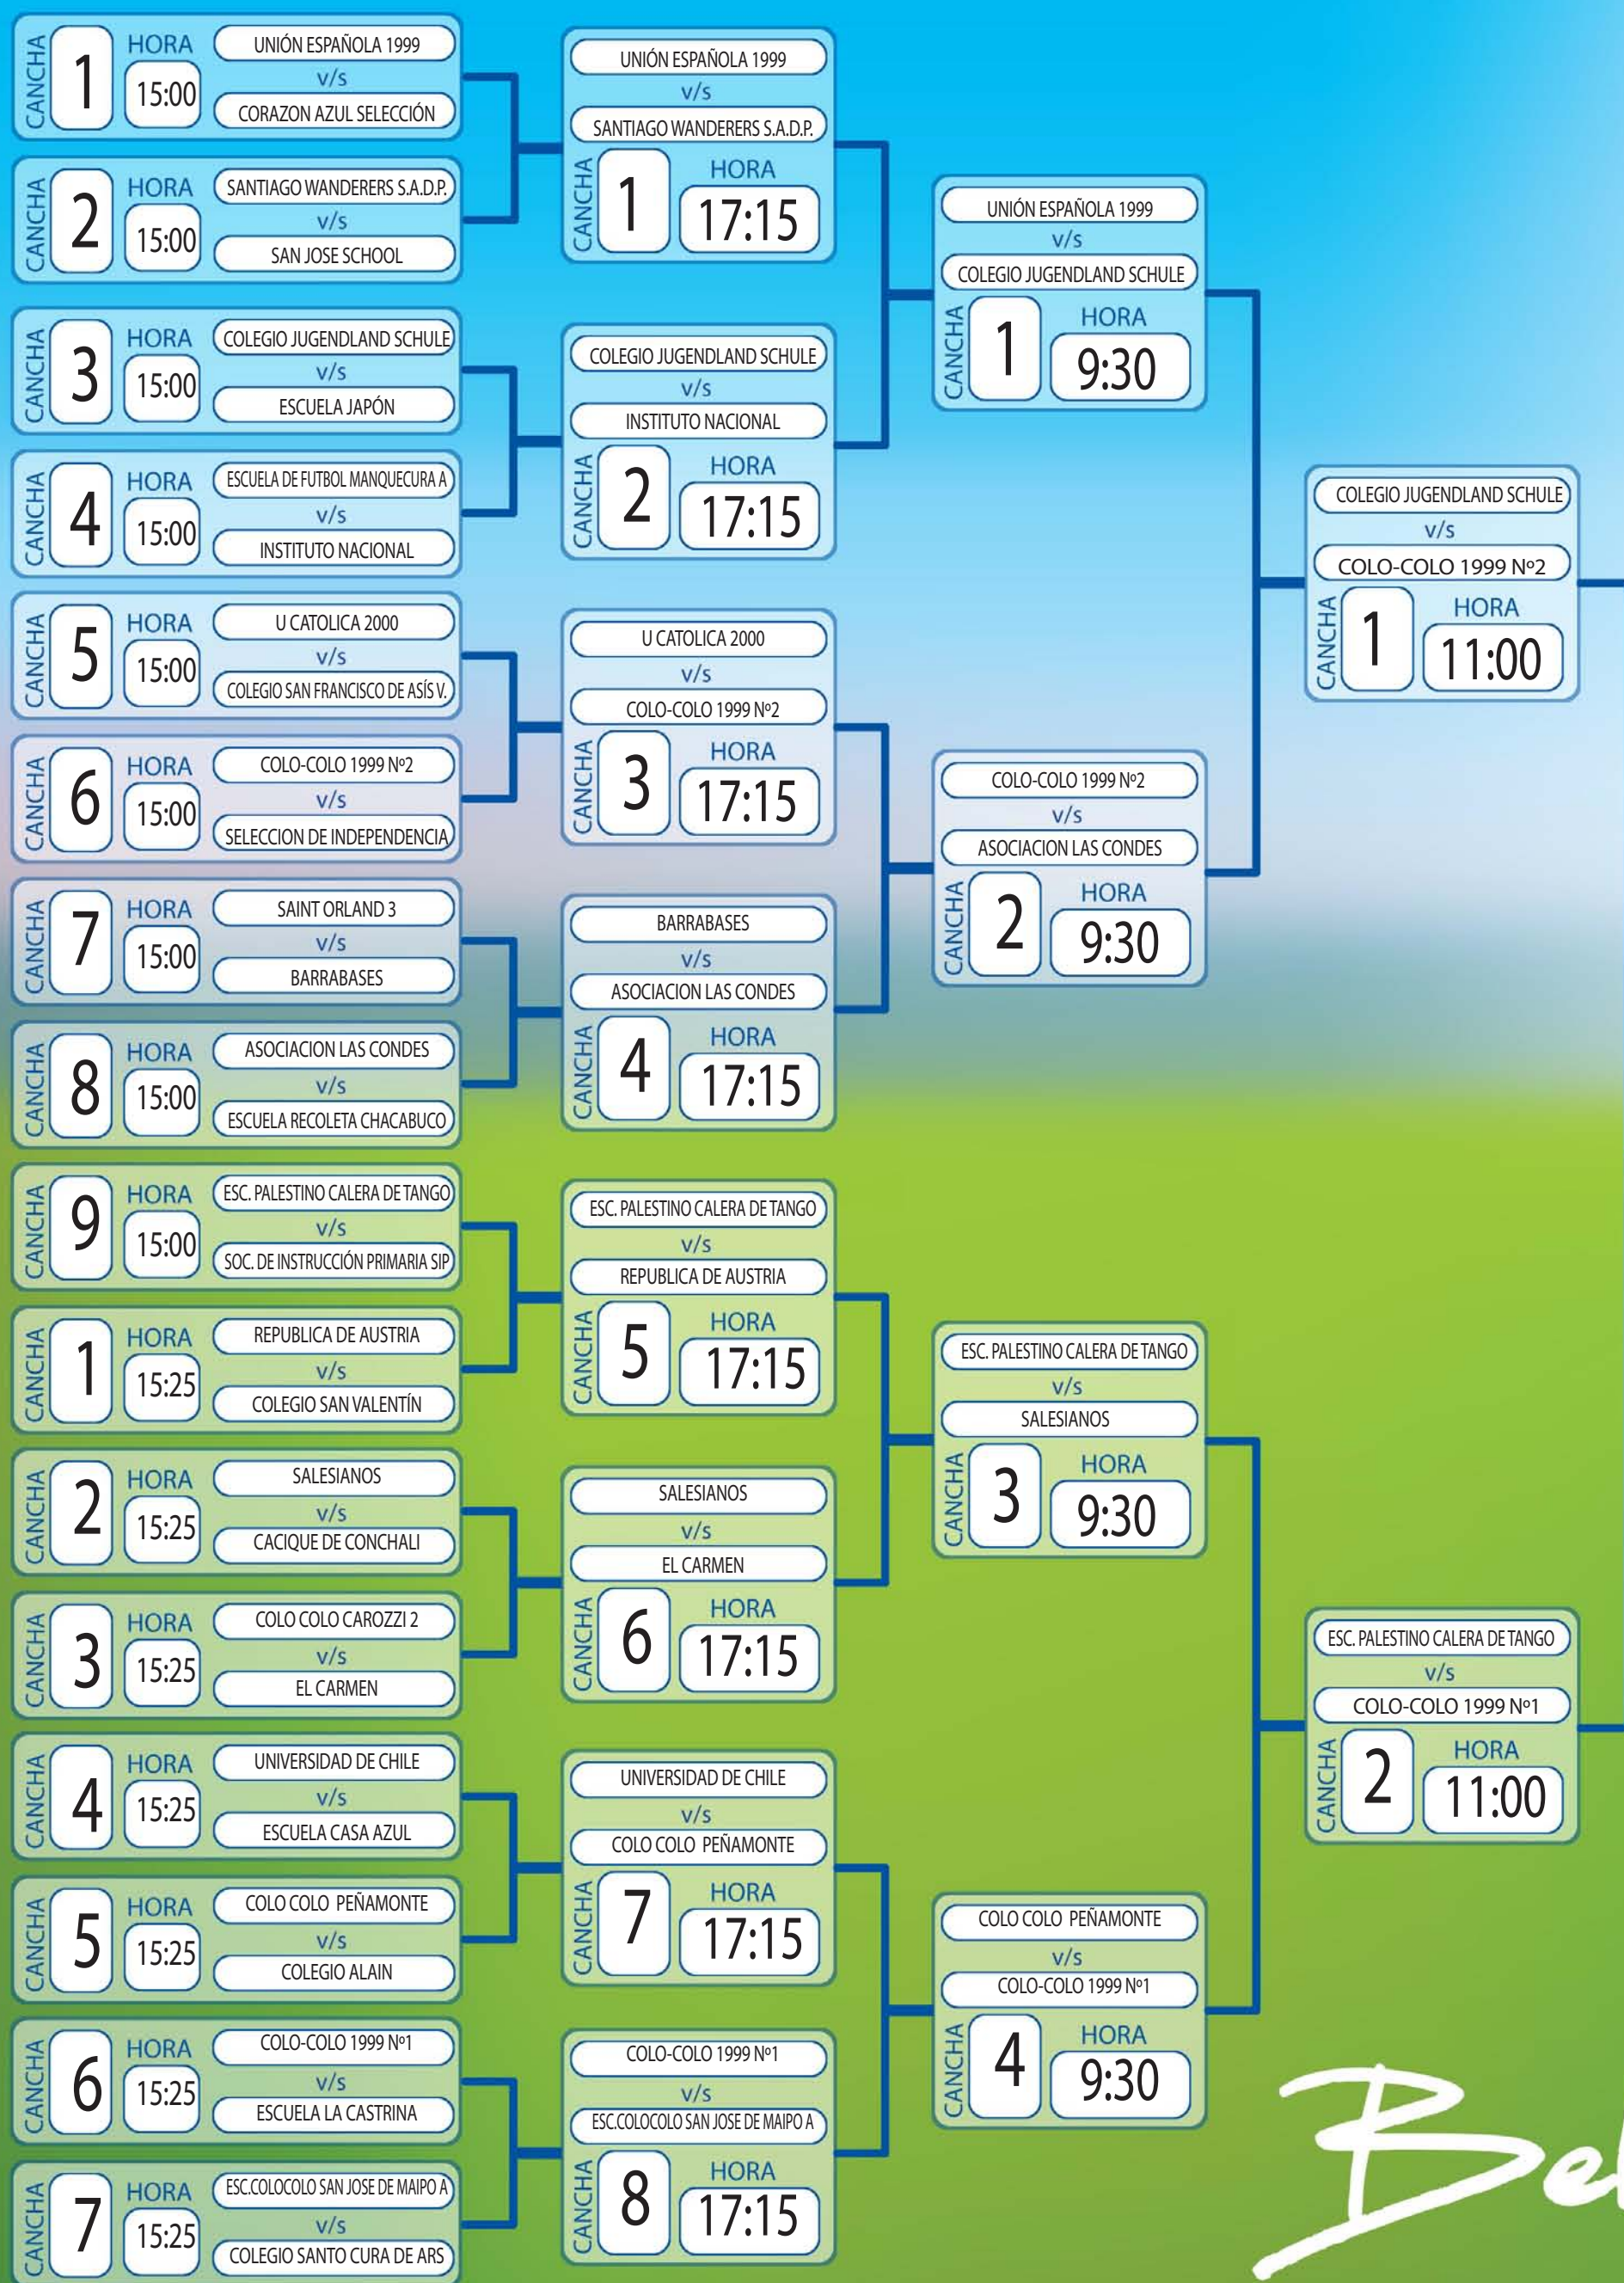 CANCHA 1 HORA 15:00
UNIÓN ESPAÑOLA 1999
v/s
CORAZON AZUL SELECCIÓN
CANCHA 2 HORA 15:00
SANTIAGO WANDERERS S.A.D.P.
v/s
SAN JOSE SCHOOL
CANCHA 3 HORA 15:00
COLEGIO JUGENDLAND SCHULE
v/s
ESCUELA JAPÓN
CANCHA 4 HORA 15:00
ESCUELA DE FUTBOL MANQUECURA A
v/s
INSTITUTO NACIONAL
CANCHA 5 HORA 15:00
U CATOLICA 2000
v/s
COLEGIO SAN FRANCISCO DE ASÍS V.
CANCHA 6 HORA 15:00
COLO-COLO 1999 Nº2
v/s
SELECCION DE INDEPENDENCIA
CANCHA 7 HORA 15:00
SAINT ORLAND 3
v/s
BARRABASES
CANCHA 8 HORA 15:00
ASOCIACION LAS CONDES
v/s
ESCUELA RECOLETA CHACABUCO
CANCHA 9 HORA 15:00
ESC. PALESTINO CALERA DE TANGO
v/s
SOC. DE INSTRUCCIÓN PRIMARIA SIP
CANCHA 1 HORA 15:25
REPUBLICA DE AUSTRIA
v/s
COLEGIO SAN VALENTÍN
CANCHA 2 HORA 15:25
SALESIANOS
v/s
CACIQUE DE CONCHALI
CANCHA 3 HORA 15:25
COLO COLO CAROZZI 2
v/s
EL CARMEN
CANCHA 4 HORA 15:25
UNIVERSIDAD DE CHILE
v/s
ESCUELA CASA AZUL
CANCHA 5 HORA 15:25
COLO COLO PEÑAMONTE
v/s
COLEGIO ALAIN
CANCHA 6 HORA 15:25
COLO-COLO 1999 Nº1
v/s
ESCUELA LA CASTRINA
CANCHA 7 HORA 15:25
ESC.COLOCOLO SAN JOSE DE MAIPO A
v/s
COLEGIO SANTO CURA DE ARS
UNIÓN ESPAÑOLA 1999
v/s
SANTIAGO WANDERERS S.A.D.P.
CANCHA 1 HORA 17:15
COLEGIO JUGENDLAND SCHULE
v/s
INSTITUTO NACIONAL
CANCHA 2 HORA 17:15
U CATOLICA 2000
v/s
COLO-COLO 1999 Nº2
CANCHA 3 HORA 17:15
BARRABASES
v/s
ASOCIACION LAS CONDES
CANCHA 4 HORA 17:15
ESC. PALESTINO CALERA DE TANGO
v/s
REPUBLICA DE AUSTRIA
CANCHA 5 HORA 17:15
SALESIANOS
v/s
EL CARMEN
CANCHA 6 HORA 17:15
UNIVERSIDAD DE CHILE
v/s
COLO COLO PEÑAMONTE
CANCHA 7 HORA 17:15
COLO-COLO 1999 Nº1
v/s
ESC.COLOCOLO SAN JOSE DE MAIPO A
CANCHA 8 HORA 17:15
UNIÓN ESPAÑOLA 1999
v/s
COLEGIO JUGENDLAND SCHULE
CANCHA 1 HORA 9:30
COLO-COLO 1999 Nº2
v/s
ASOCIACION LAS CONDES
CANCHA 2 HORA 9:30
ESC. PALESTINO CALERA DE TANGO
v/s
SALESIANOS
CANCHA 3 HORA 9:30
COLO COLO PEÑAMONTE
v/s
COLO-COLO 1999 Nº1
CANCHA 4 HORA 9:30
COLEGIO JUGENDLAND SCHULE
v/s
COLO-COLO 1999 Nº2
CANCHA 1 HORA 11:00
ESC. PALESTINO CALERA DE TANGO
v/s
COLO-COLO 1999 Nº1
CANCHA 2 HORA 11:00